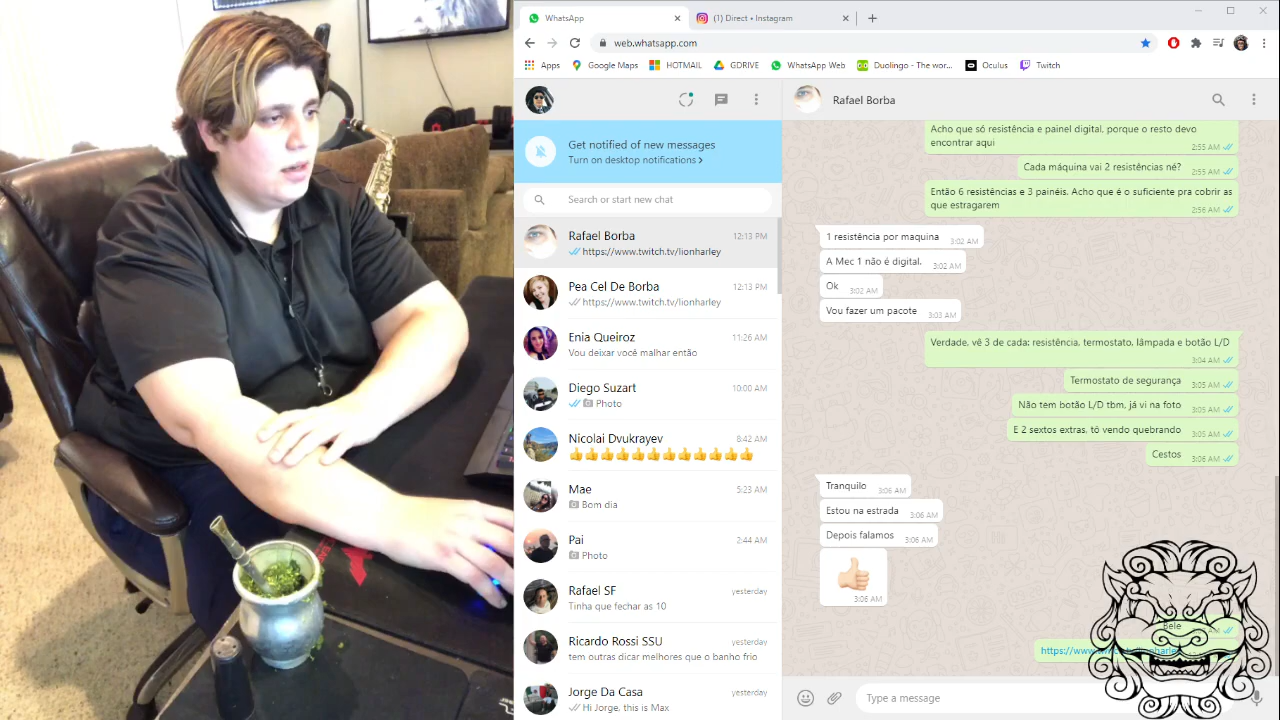 WhatsApp
(1) Direct • Instagram
web.whatsapp.com
Apps
Google Maps
HOTMAIL
GDRIVE
WhatsApp Web
Duolingo - The wor...
Oculus
Twitch
Get notified of new messages
Turn on desktop notifications
Search or start new chat
Rafael Borba 12:13 PM
https://www.twitch.tv/lionharley
Pea Cel De Borba 12:13 PM
https://www.twitch.tv/lionharley
Enia Queiroz 11:26 AM
Vou deixar você malhar então
Diego Suzart 10:00 AM
Photo
Nicolai Dvukrayev 8:42 AM
👍👍👍👍👍👍👍👍👍👍👍👍
Mae 5:23 AM
Bom dia
Pai 2:44 AM
Photo
Rafael SF yesterday
Tinha que fechar as 10
Ricardo Rossi SSU yesterday
tem outras dicar melhores que o banho frio
Jorge Da Casa yesterday
Hi Jorge, this is Max
Rafael Borba
Acho que só resistência e painel digital, porque o resto devo
encontrar aqui 2:55 AM
Cada máquina vai 2 resistências né? 2:55 AM
Então 6 resistências e 3 painéis. Acho que é o suficiente pra cobrir as
que estragarem 2:56 AM
1 resistência por maquina 3:02 AM
A Mec 1 não é digital. 3:02 AM
Ok 3:02 AM
Vou fazer um pacote 3:03 AM
Verdade, vê 3 de cada: resistência, termostato, lâmpada e botão L/D
3:04 AM
Termostato de segurança 3:05 AM
Não tem botão L/D tbm, já vi na foto 3:05 AM
E 2 sextos extras, tô vendo quebrando 3:05 AM
Cestos 3:06 AM
Tranquilo 3:06 AM
Estou na estrada 3:06 AM
Depois falamos 3:06 AM
👍🏻
3:06 AM
Bele
https://www.
Type a message